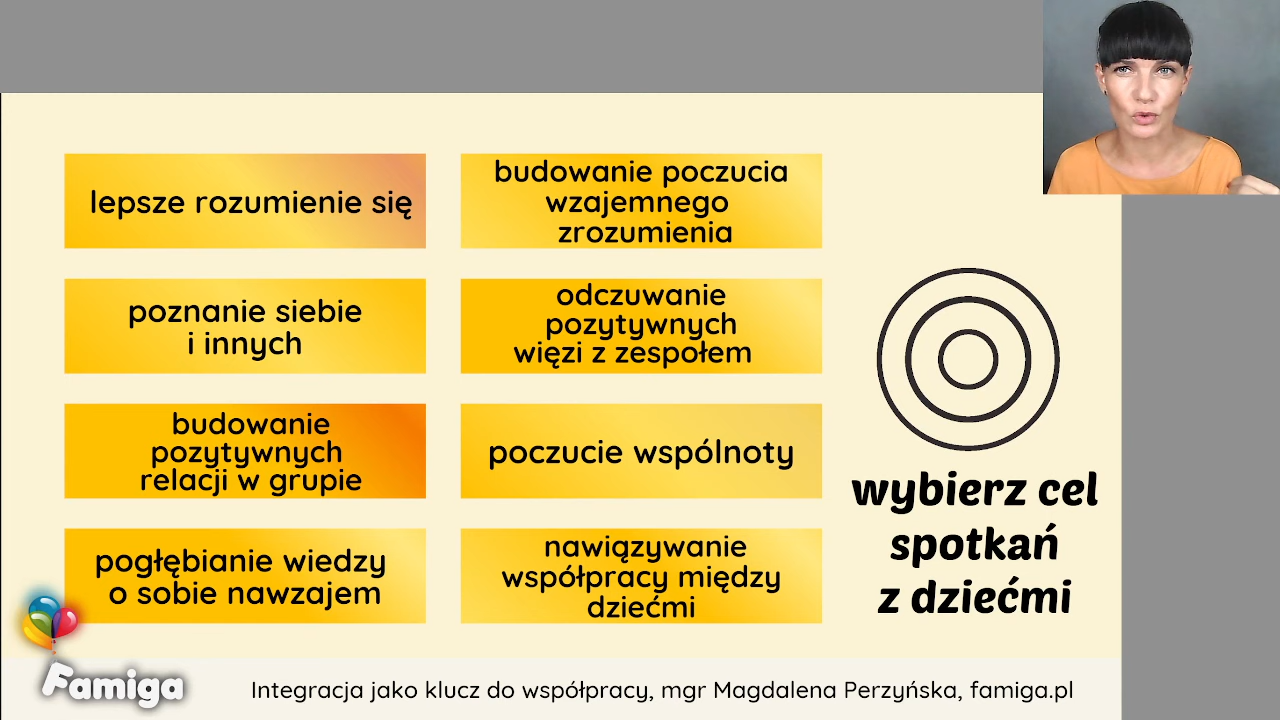 lepsze rozumienie się
budowanie poczucia
wzajemnego
zrozumienia
poznanie siebie
i innych
odczuwanie
pozytywnych
więzi z zespołem
budowanie
pozytywnych
relacji w grupie
poczucie wspólnoty
pogłębianie wiedzy
o sobie nawzajem
nawiązywanie
współpracy między
dziećmi
wybierz cel
spotkań
z dziećmi
Famiga
Integracja jako klucz do współpracy, mgr Magdalena Perzyńska, famiga.pl